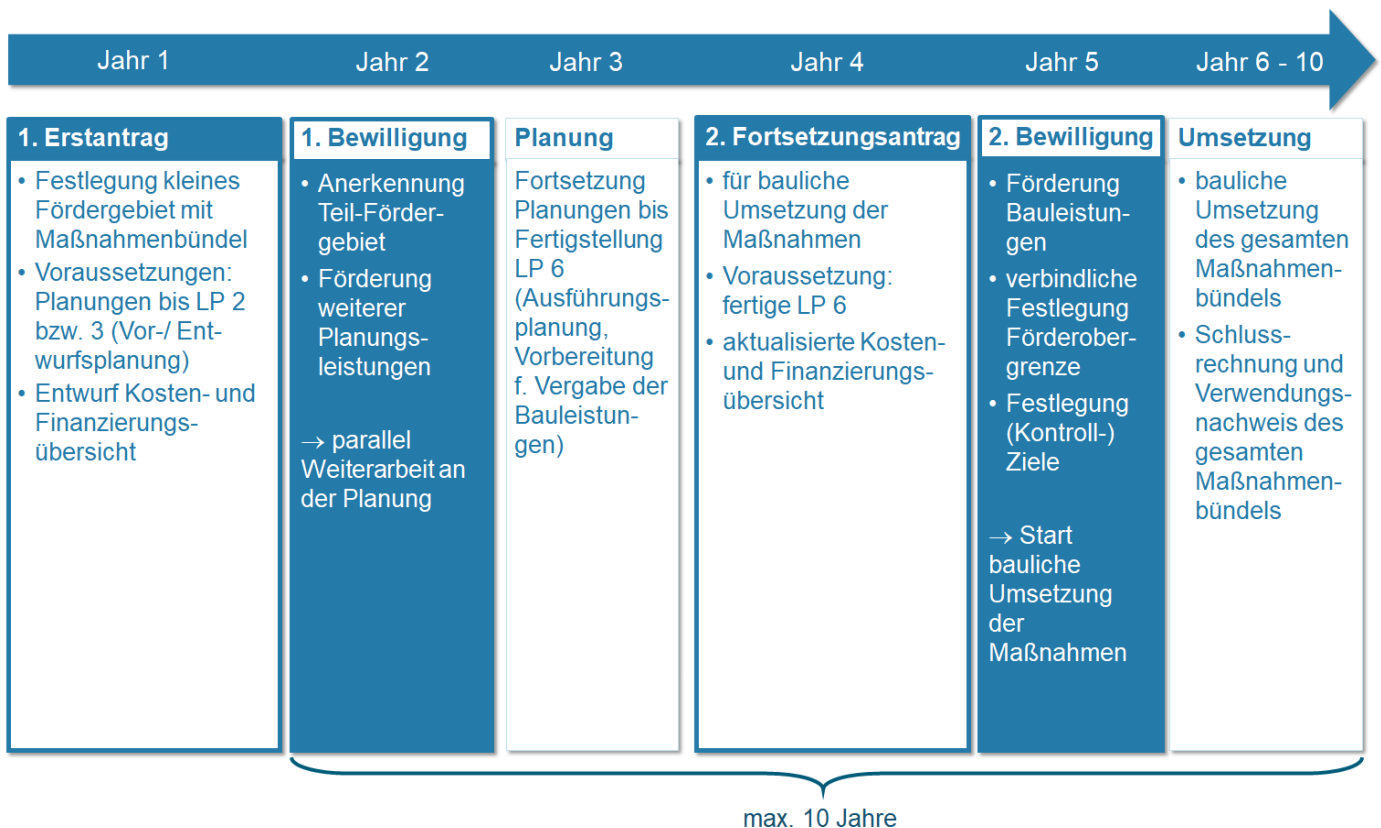 Jahr 1
Jahr 2
Jahr 3
Jahr 4
Jahr 5
Jahr 6 - 10
1. Erstantrag
• Festlegung kleines
Fördergebiet mit
Maßnahmenbündel
• Voraussetzungen:
Planungen bis LP 2
bzw. 3 (Vor-/ Ent-
wurfsplanung)
• Entwurf Kosten- und
Finanzierungs-
übersicht
1. Bewilligung
• Anerkennung
Teil-Förder-
gebiet
• Förderung
weiterer
Planungs-
leistungen
→ parallel
Weiterarbeit an
der Planung
Planung
Fortsetzung
Planungen bis
Fertigstellung
LP 6
(Ausführungs-
planung,
Vorbereitung
f. Vergabe der
Bauleistun-
gen)
2. Fortsetzungsantrag
• für bauliche
Umsetzung der
Maßnahmen
• Voraussetzung:
fertige LP 6
• aktualisierte Kosten-
und Finanzierungs-
übersicht
2. Bewilligung
• Förderung
Bauleistun-
gen
• verbindliche
Festlegung
Förderober-
grenze
• Festlegung
(Kontroll-)
Ziele
→ Start
bauliche
Umsetzung
der
Maßnahmen
Umsetzung
• bauliche
Umsetzung
des gesamten
Maßnahmen-
bündels
• Schluss-
rechnung und
Verwendungs-
nachweis des
gesamten
Maßnahmen-
bündels
max. 10 Jahre